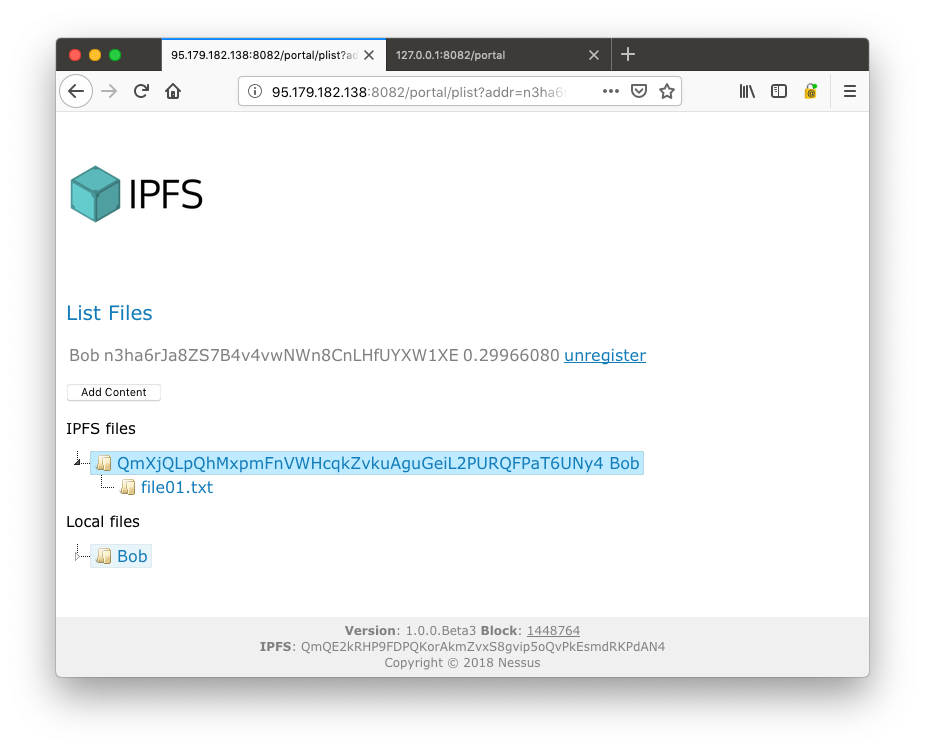 95.179.182.138:8082/portal/plist?ad
127.0.0.1:8082/portal
95.179.182.138:8082/portal/plist?addr=n3ha6
IPFS
List Files
Bob n3ha6rJa8ZS7B4v4vwNWn8CnLHfUYXW1XE 0.29966080 unregister
Add Content
IPFS files
QmXjQLpQhMxpmFnVWHcqkZvkuAguGeiL2PURQFPaT6UNy4 Bob
file01.txt
Local files
Bob
Version: 1.0.0.Beta3 Block: 1448764
IPFS: QmQE2kRHP9FDPQKorAkmZvxS8gvip5oQvPkEsmdRKPdAN4
Copyright © 2018 Nessus